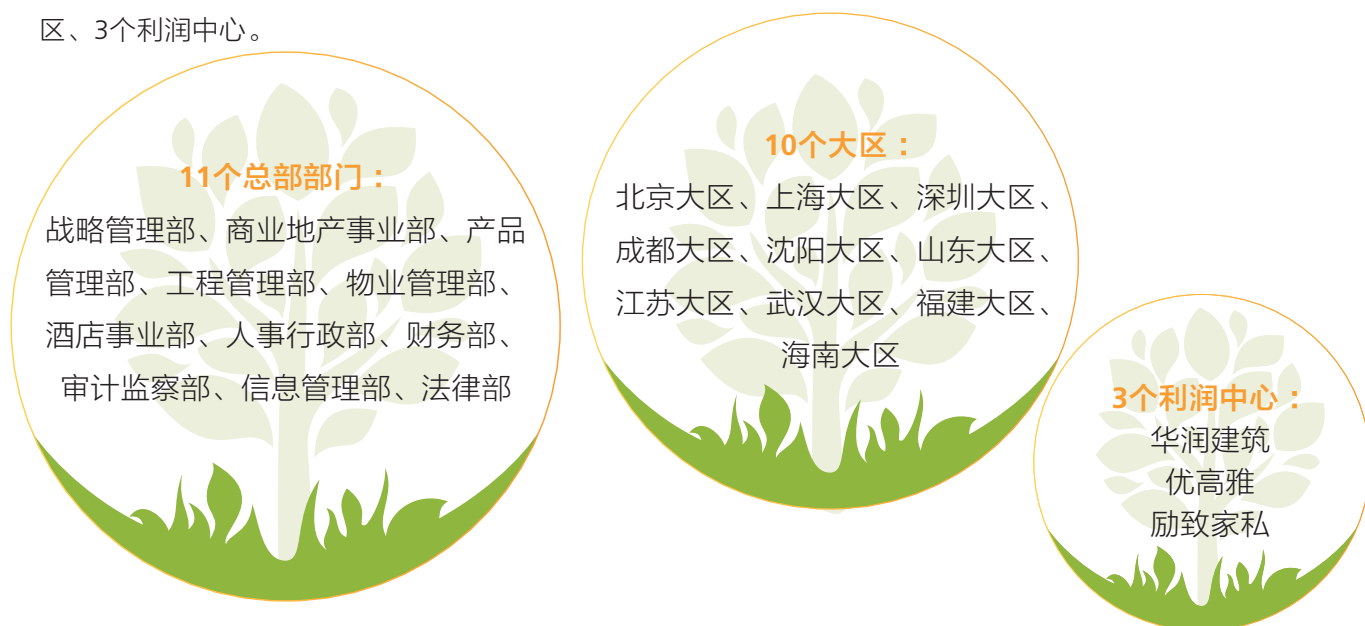 区、3个利润中心。
11个总部部门：
战略管理部、商业地产事业部、产品
管理部、工程管理部、物业管理部、
酒店事业部、人事行政部、财务部、
审计监察部、信息管理部、法律部
10个大区：
北京大区、上海大区、深圳大区、
成都大区、沈阳大区、山东大区、
江苏大区、武汉大区、福建大区、
海南大区
3个利润中心：
华润建筑
优高雅
励致家私